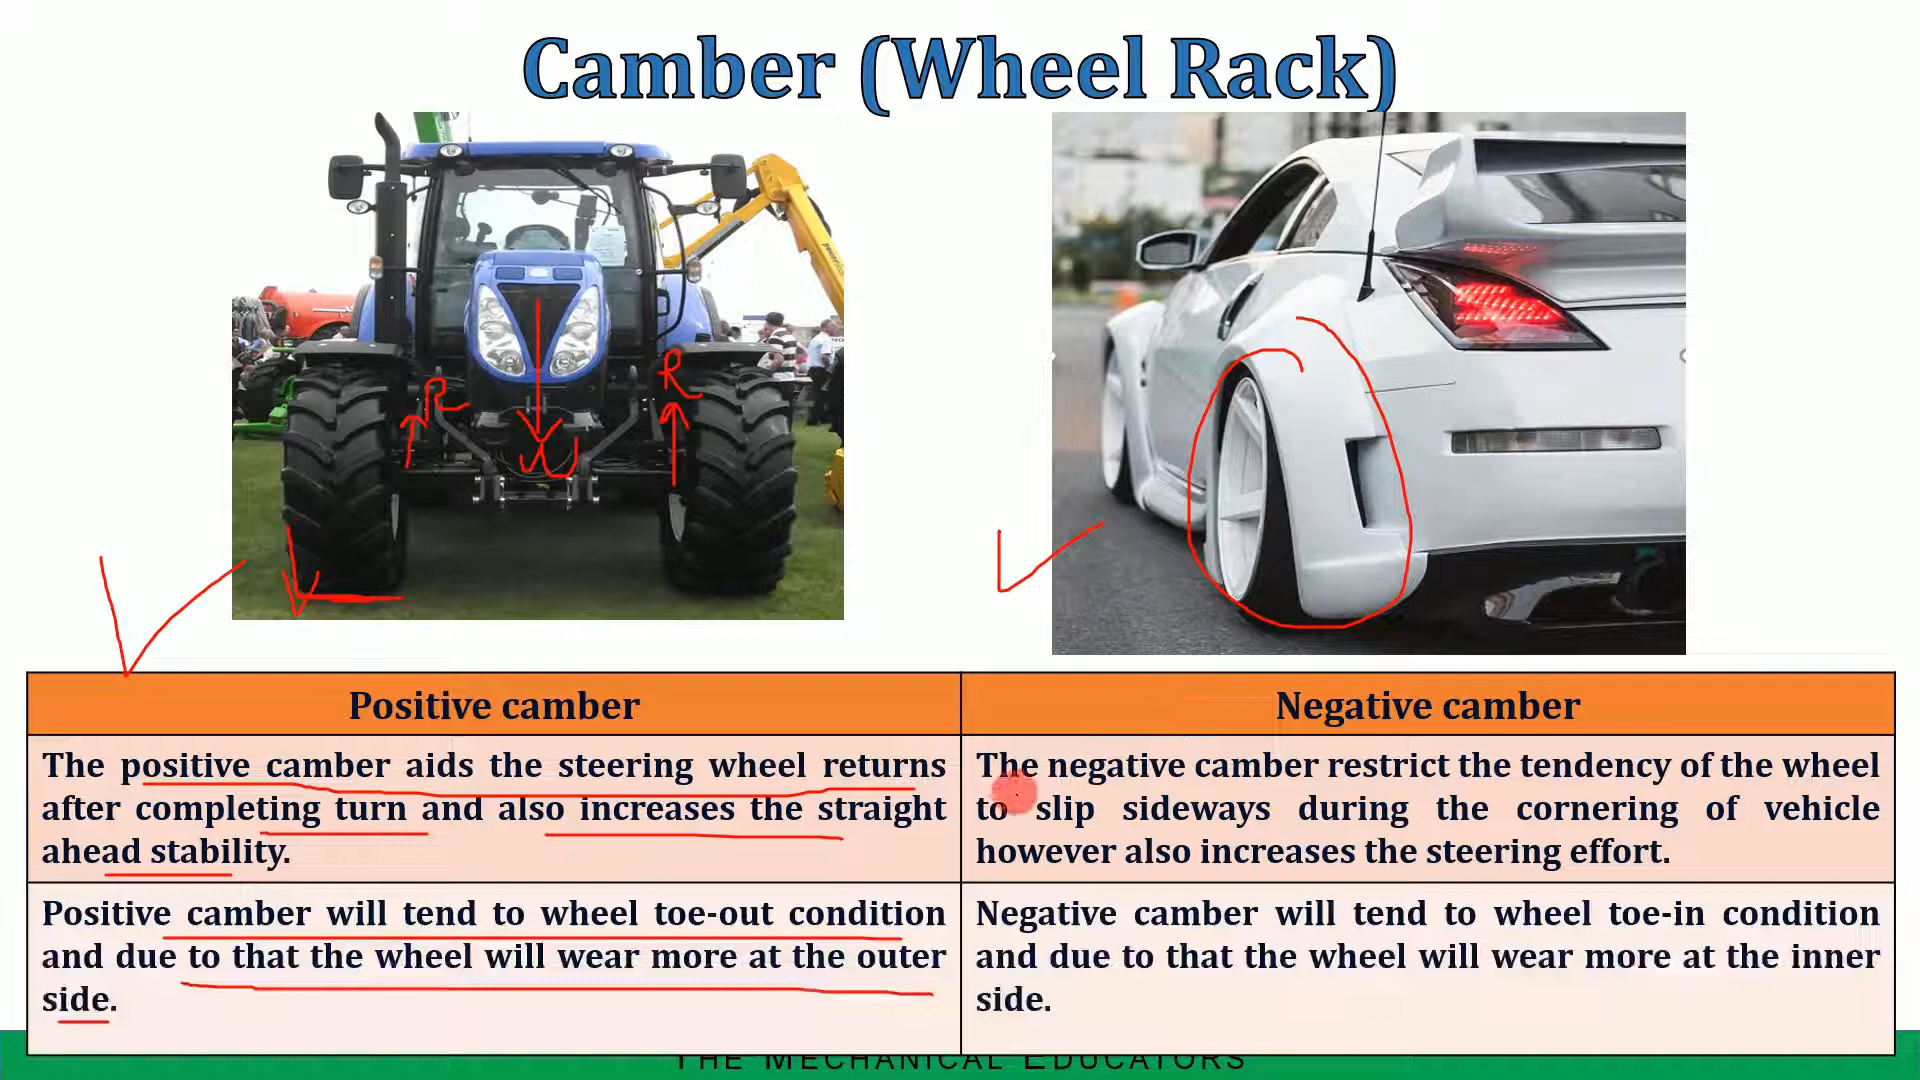 Camber (Wheel Rack)
R
R
W
Positive camber
Negative camber
The positive camber aids the steering wheel returns
after completing turn and also increases the straight
ahead stability.
The negative camber restrict the tendency of the wheel
to slip sideways during the cornering of vehicle
however also increases the steering effort.
Positive camber will tend to wheel toe-out condition
and due to that the wheel will wear more at the outer
side.
Negative camber will tend to wheel toe-in condition
and due to that the wheel will wear more at the inner
side.
THE MECHANICAL EDUCATORS